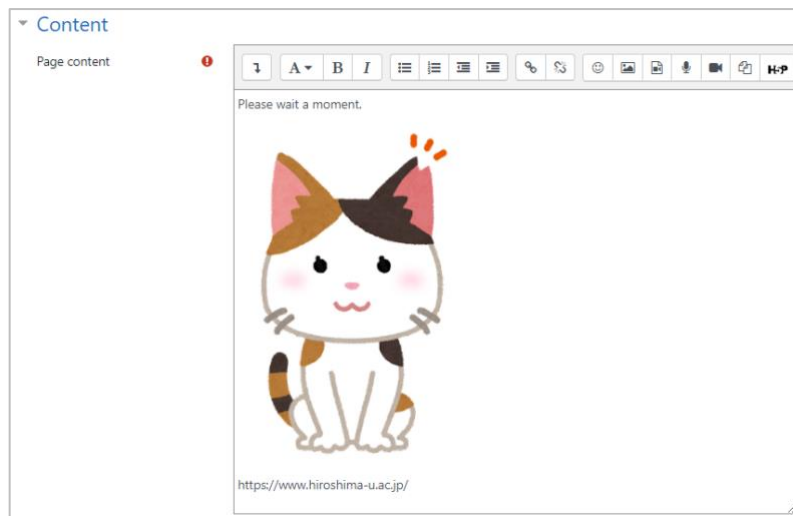 Content
Page content
A B I H-P
Please wait a moment.
https://www.hiroshima-u.ac.jp/